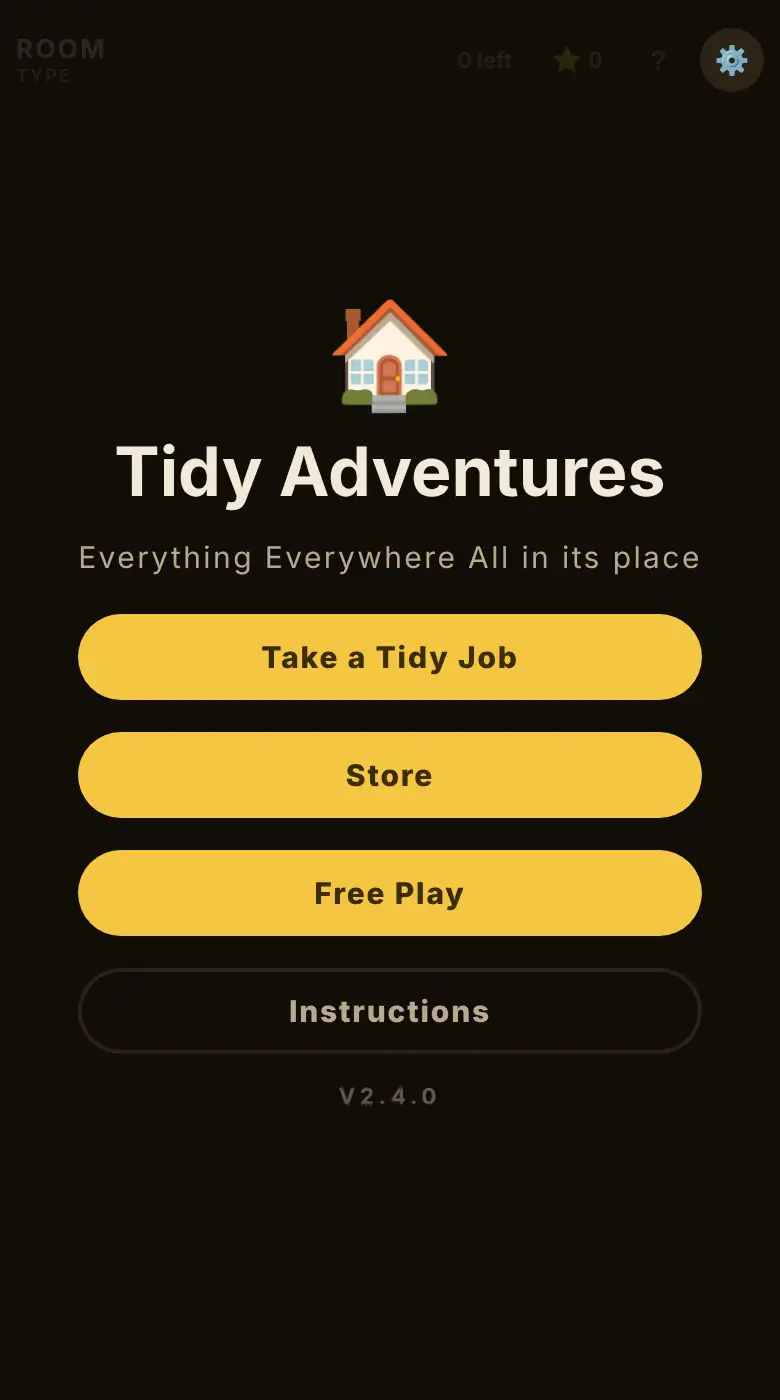 ROOM
TYPE
0 left ⭐ 0 ? ⚙️
Tidy Adventures
Everything Everywhere All in its place
Take a Tidy Job
Store
Free Play
Instructions
V2.4.0